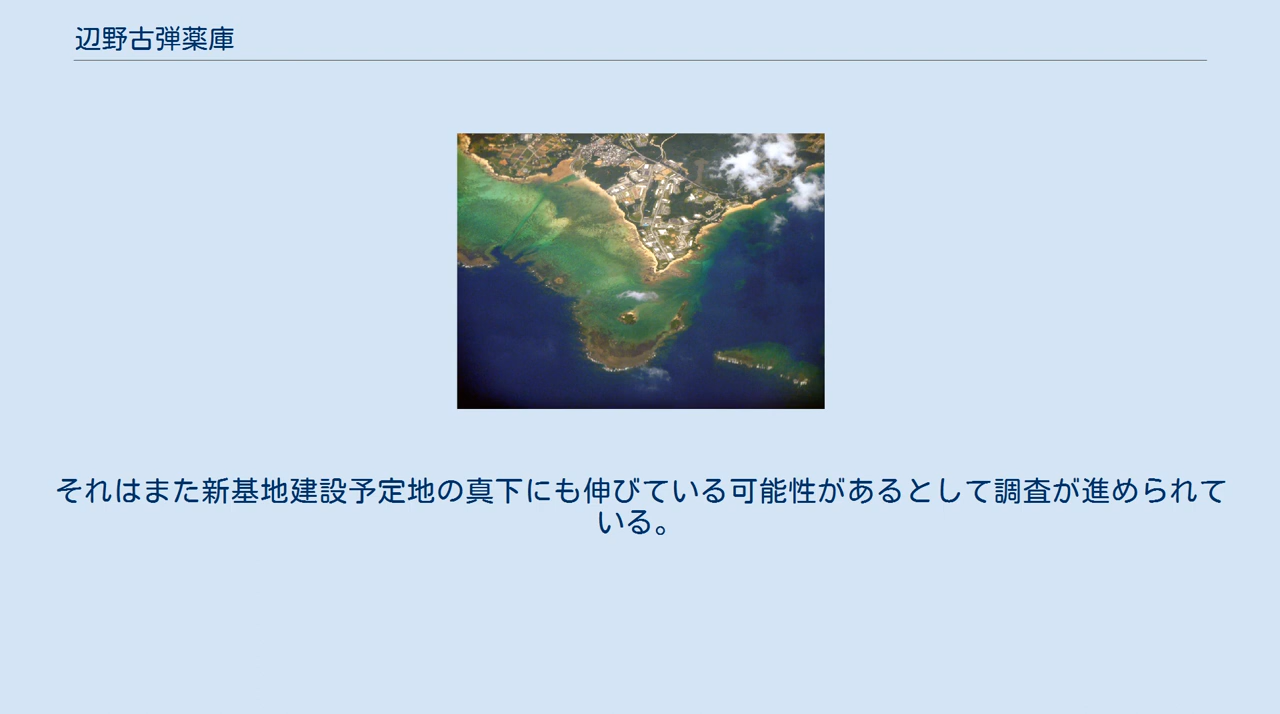 辺野古弾薬庫
それはまた新基地建設予定地の真下にも伸びている可能性があるとして調査が進められて
いる。